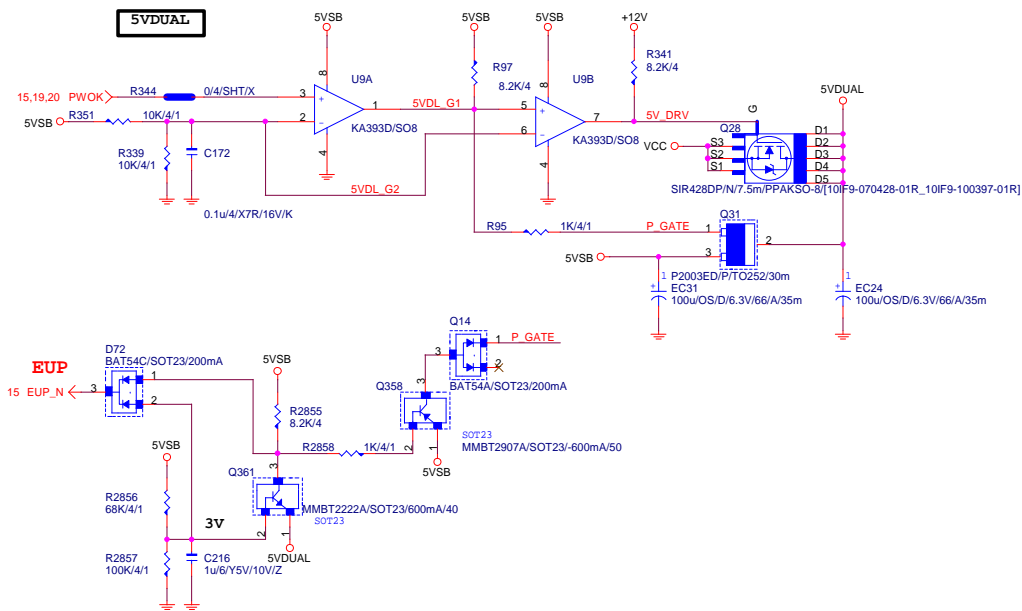 5VDUAL
5VSB
5VSB
5VSB
+12V
8
U9A
R97
8.2K/4
8
U9B
R341
8.2K/4
5VDUAL
15,19,20 PWOK
R344
0/4/SHT/X
3
+
1
5VDL_G1
5
+
7
5V_DRV
G
5VSB
R351
10K/4/1
2
−
KA393D/SO8
6
−
KA393D/SO8
Q28
VCC
S3
S2
S1
D1
D2
D3
D4
D5
R339
10K/4/1
C172
4
4
5VDL_G2
SIR428DP/N/7.5m/PPAKSO-8/[10IF9-070428-01R_10IF9-100397-01R]
0.1u/4/X7R/16V/K
Q31
R95
1K/4/1
P_GATE
1
2
5VSB
3
P2003ED/P/TO252/30m
1
+
EC31
100u/OS/D/6.3V/66/A/35m
1
+
EC24
100u/OS/D/6.3V/66/A/35m
Q14
P_GATE
1
3
2
BAT54A/SOT23/200mA
D72
BAT54C/SOT23/200mA
EUP
15 EUP_N
3
1
2
5VSB
R2855
8.2K/4
Q358
3
SOT23
MMBT2907A/SOT23/-600mA/50
2
1
5VSB
R2858
1K/4/1
5VSB
Q361
3
MMBT2222A/SOT23/600mA/40
SOT23
R2856
68K/4/1
3V
2
1
5VDUAL
R2857
100K/4/1
C216
1u/6/Y5V/10V/Z